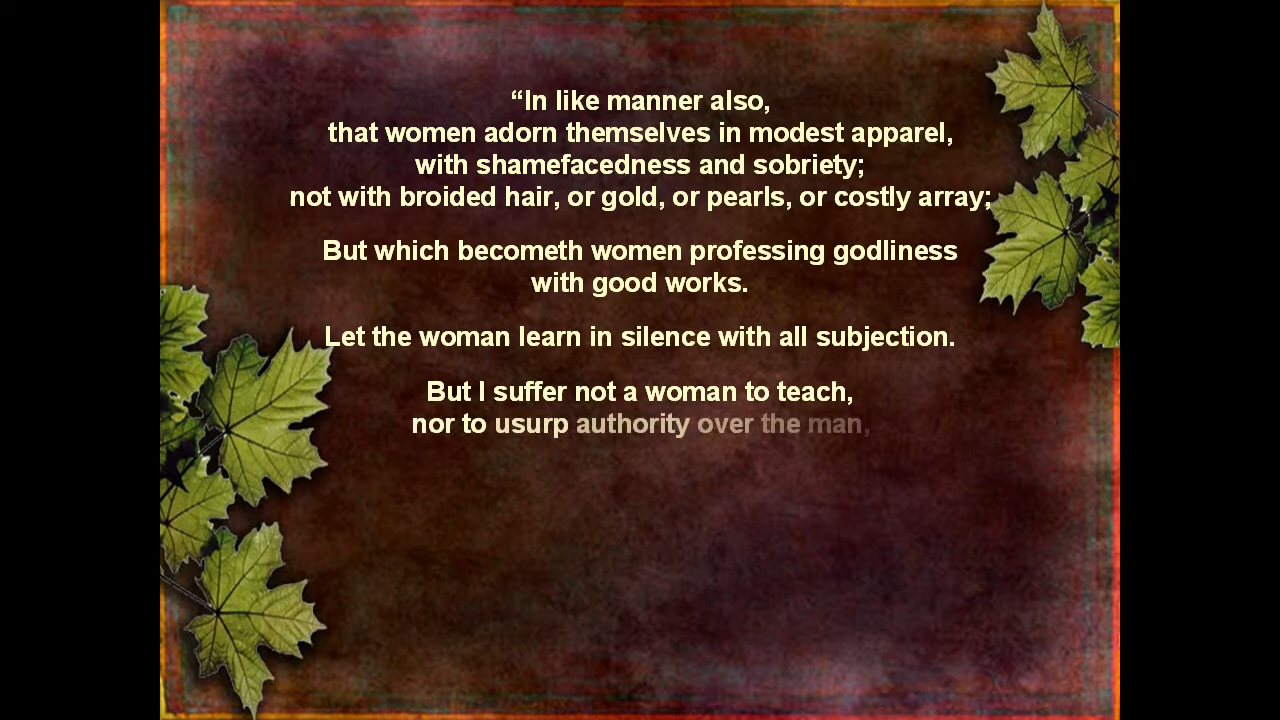 “In like manner also,
that women adorn themselves in modest apparel,
with shamefacedness and sobriety;
not with broided hair, or gold, or pearls, or costly array;
But which becometh women professing godliness
with good works.
Let the woman learn in silence with all subjection.
But I suffer not a woman to teach,
nor to usurp authority over the man,